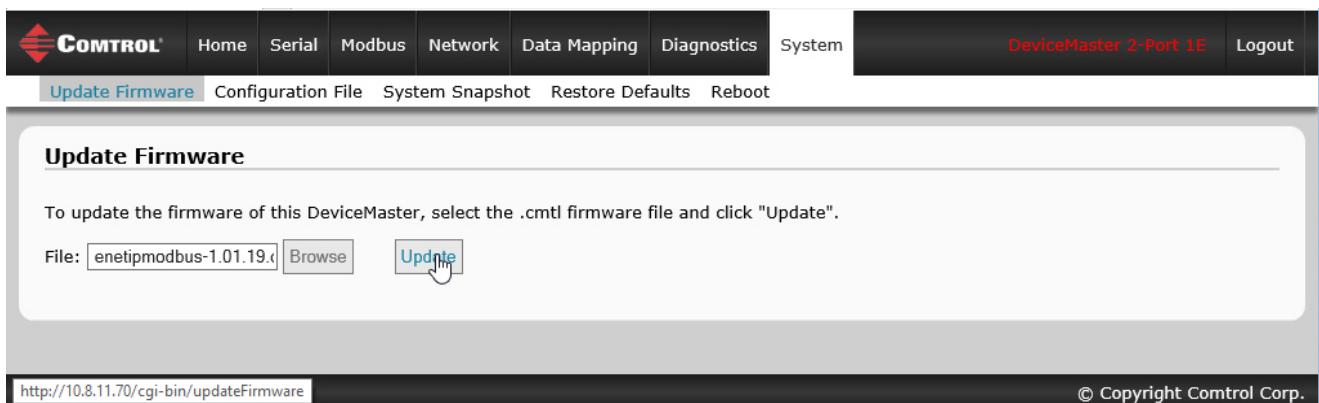 COMTROL® Home Serial Modbus Network Data Mapping Diagnostics System DeviceMaster 2-Port 1E Logout
Update Firmware Configuration File System Snapshot Restore Defaults Reboot
Update Firmware
To update the firmware of this DeviceMaster, select the .cmtl firmware file and click "Update".
File: enetipmodbus-1.01.19.c Browse Update
http://10.8.11.70/cgi-bin/updateFirmware © Copyright Comtrol Corp.